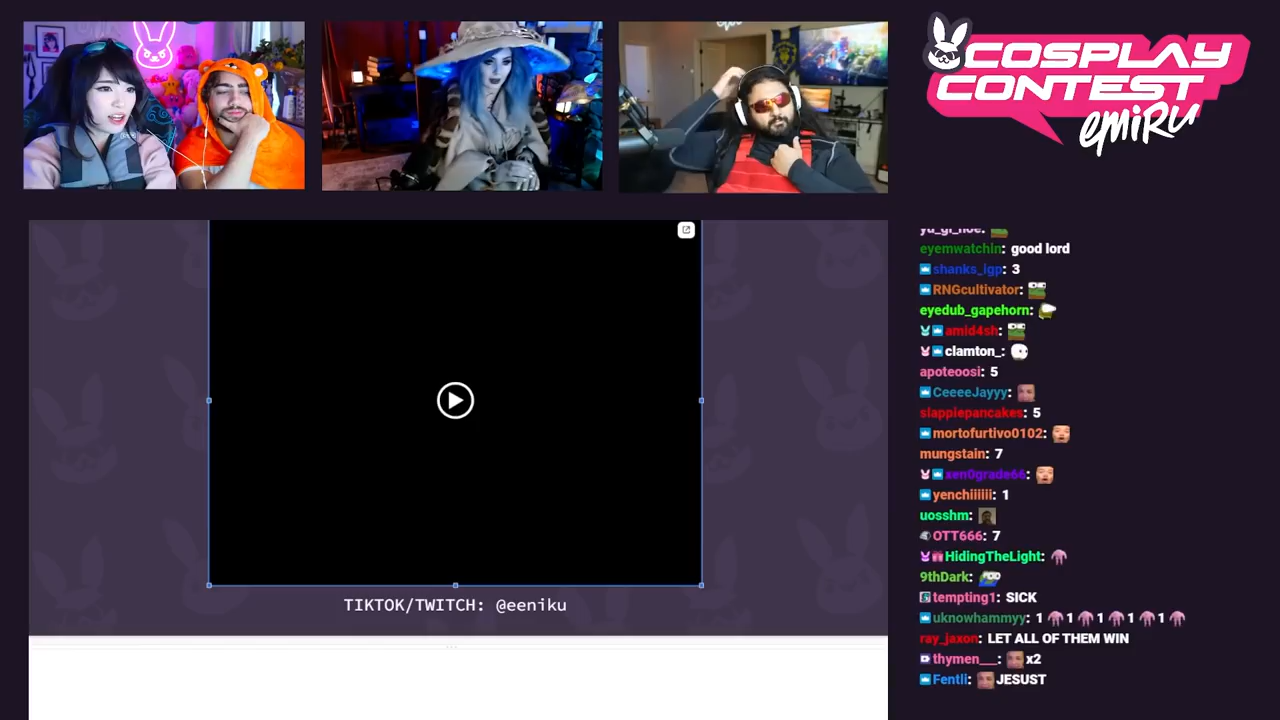 COSPLAY
CONTEST
emiru
eyemwatchin: good lord
shanks_igp: 3
RNGcultivator:
eyedub_gapehorn:
amid4sh:
clamton_:
apoteoosi: 5
CeeeeJayyy:
slappiepancakes: 5
mortofurtivo0102:
mungstain: 7
xen0grade66:
yenchiiiiii: 1
uosshm:
OTT666: 7
HidingTheLight:
9thDark:
tempting1: SICK
uknowhammyy: 1 1 1 1 1
ray_jaxon: LET ALL OF THEM WIN
thymen___: x2
Fentli: JESUST
TIKTOK/TWITCH: @eeniku